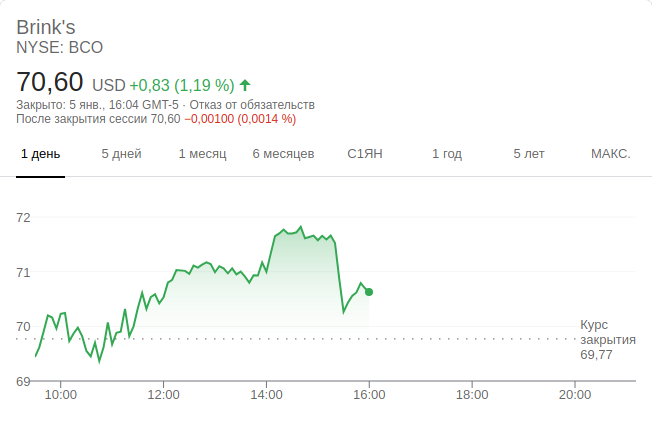 Brink's
NYSE: BCO
70,60 USD +0,83 (1,19 %)
Закрыто: 5 янв., 16:04 GMT-5 · Отказ от обязательств
После закрытия сессии 70,60 −0,00100 (0,0014 %)
1 день 5 дней 1 месяц 6 месяцев С1ЯН 1 год 5 лет МАКС.
72
71
70
Курс
закрытия
69,77
69
10:00 12:00 14:00 16:00 18:00 20:00